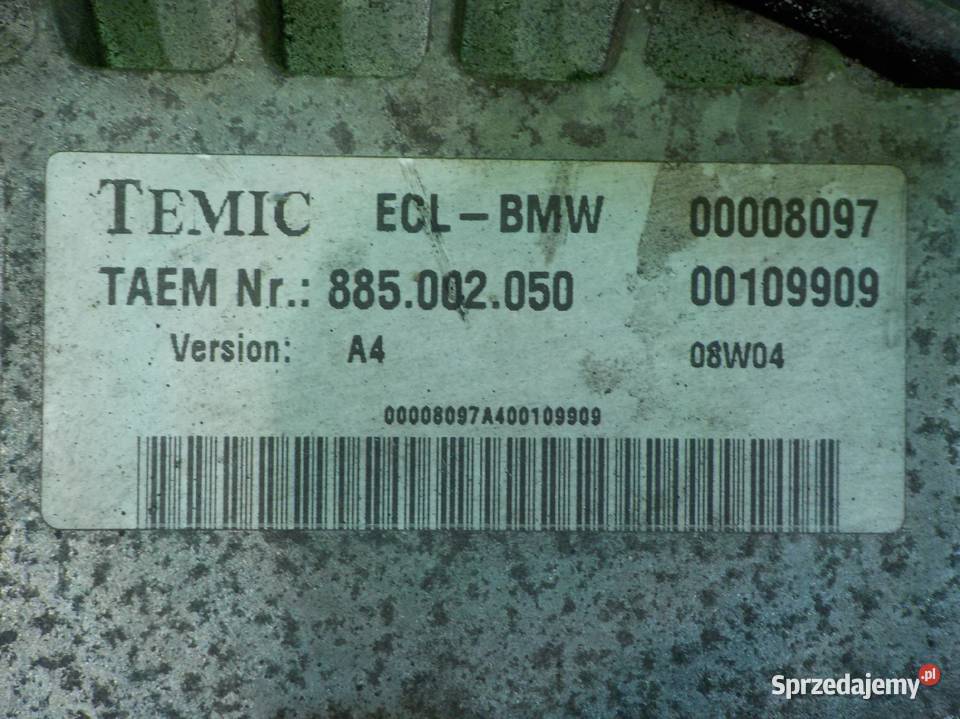 TEMIC ECL-BMW 00008097
TAEM Nr.: 885.002.050 00109909
Version: A4 08W04
00008097A400109909
Sprzedajemy.pl